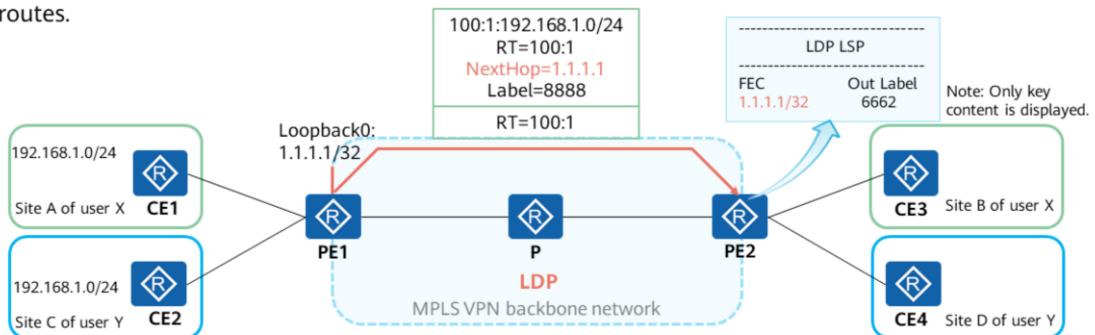 routes.
100:1:192.168.1.0/24
RT=100:1
NextHop=1.1.1.1
Label=8888
RT=100:1
--------------------------------
LDP LSP
--------------------------------
FEC Out Label
1.1.1.1/32 6662
Note: Only key
content is displayed.
Loopback0:
1.1.1.1/32
192.168.1.0/24
R
CE1
Site A of user X
192.168.1.0/24
R
CE2
Site C of user Y
R
PE1
R
P
R
PE2
LDP
MPLS VPN backbone network
R
CE3
Site B of user X
R
CE4
Site D of user Y